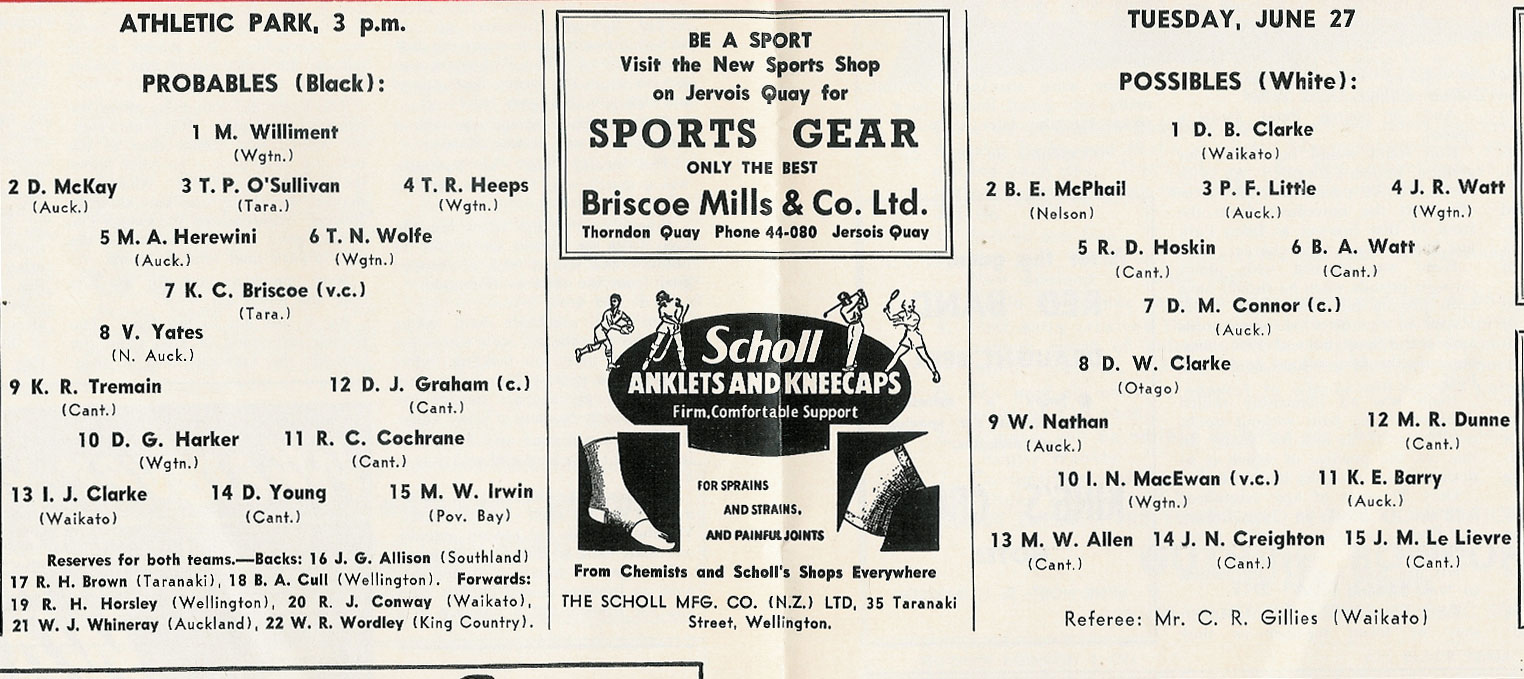 ATHLETIC PARK, 3 p.m.
PROBABLES (Black):
1 M. Williment
(Wgtn.)
2 D. McKay 3 T. P. O'Sullivan 4 T. R. Heeps
(Auck.) (Tara.) (Wgtn.)
5 M. A. Herewini 6 T. N. Wolfe
(Auck.) (Wgtn.)
7 K. C. Briscoe (v.c.)
(Tara.)
8 V. Yates
(N. Auck.)
9 K. R. Tremain 12 D. J. Graham (c.)
(Cant.) (Cant.)
10 D. G. Harker 11 R. C. Cochrane
(Wgtn.) (Cant.)
13 I. J. Clarke 14 D. Young 15 M. W. Irwin
(Waikato) (Cant.) (Pov. Bay)
Reserves for both teams.—Backs: 16 J. G. Allison (Southland)
17 R. H. Brown (Taranaki), 18 B. A. Cull (Wellington). Forwards:
19 R. H. Horsley (Wellington), 20 R. J. Conway (Waikato),
21 W. J. Whineray (Auckland), 22 W. R. Wordley (King Country).
BE A SPORT
Visit the New Sports Shop
on Jervois Quay for
SPORTS GEAR
ONLY THE BEST
Briscoe Mills & Co. Ltd.
Thorndon Quay Phone 44-080 Jersois Quay
Scholl
ANKLETS AND KNEECAPS
Firm, Comfortable Support
FOR SPRAINS
AND STRAINS,
AND PAINFUL JOINTS
From Chemists and Scholl's Shops Everywhere
THE SCHOLL MFG. CO. (N.Z.) LTD, 35 Taranaki
Street, Wellington.
TUESDAY, JUNE 27
POSSIBLES (White):
1 D. B. Clarke
(Waikato)
2 B. E. McPhail 3 P. F. Little 4 J. R. Watt
(Nelson) (Auck.) (Wgtn.)
5 R. D. Hoskin 6 B. A. Watt
(Cant.) (Cant.)
7 D. M. Connor (c.)
(Auck.)
8 D. W. Clarke
(Otago)
9 W. Nathan 12 M. R. Dunne
(Auck.) (Cant.)
10 I. N. MacEwan (v.c.) 11 K. E. Barry
(Wgtn.) (Auck.)
13 M. W. Allen 14 J. N. Creighton 15 J. M. Le Lievre
(Cant.) (Cant.) (Cant.)
Referee: Mr. C. R. Gillies (Waikato)